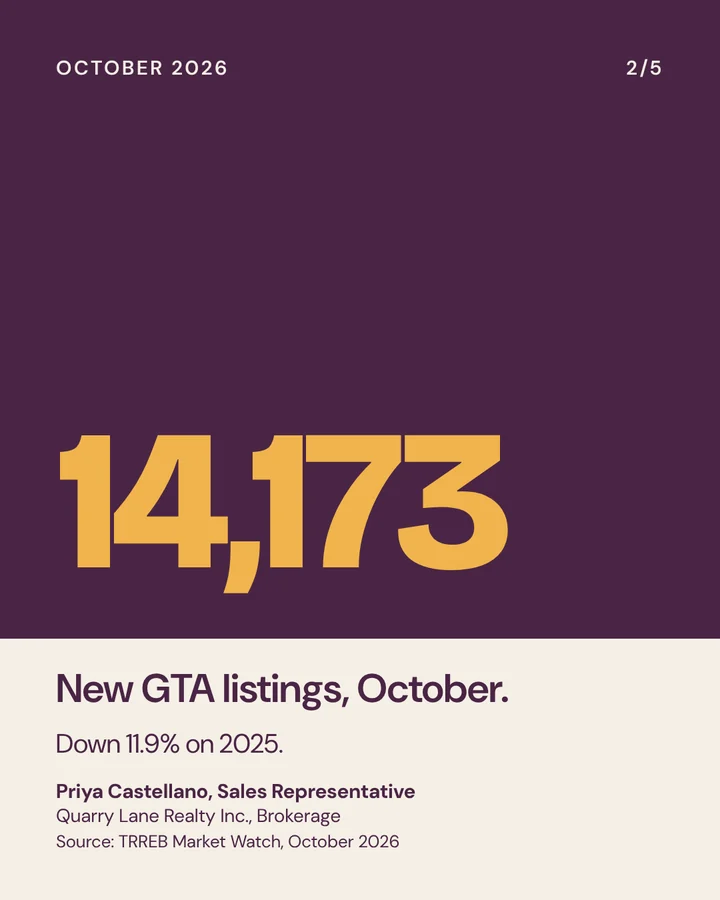 OCTOBER 2026
2/5
14,173
New GTA listings, October.
Down 11.9% on 2025.
Priya Castellano, Sales Representative
Quarry Lane Realty Inc., Brokerage
Source: TRREB Market Watch, October 2026